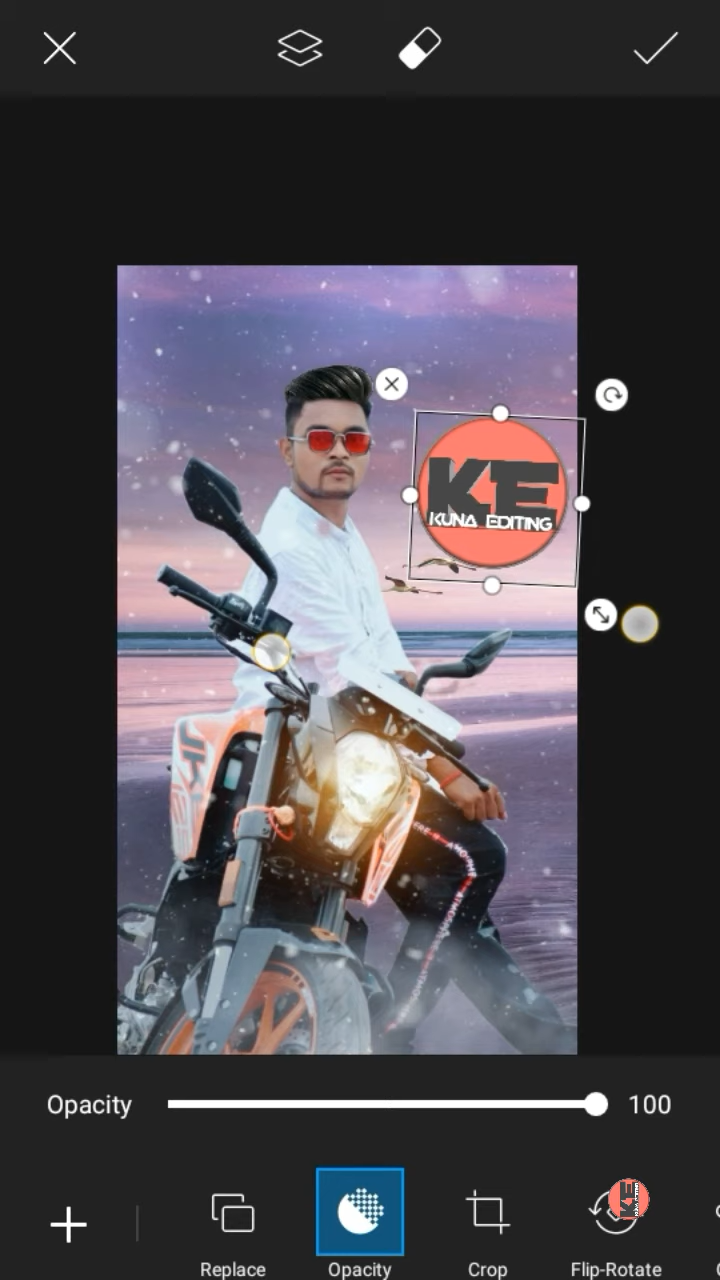 KE
KUNA EDITING
Opacity
100
Replace
Opacity
Crop
Flip-Rotate